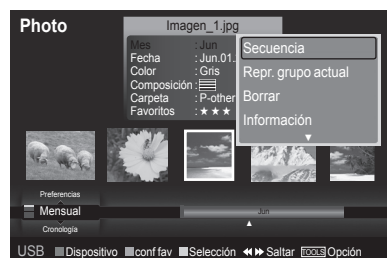 Photo
Imagen_1.jpg
Mes : Jun
Fecha : Jun.01.
Color : Gris
Composición :
Carpeta : P-other
Favoritos : ★ ★ ★
Secuencia
Repr. grupo actual
Borrar
Información
Preferencias
Mensual
Cronología
Jun
USB Dispositivo conf fav Selección Saltar TOOLS Opción